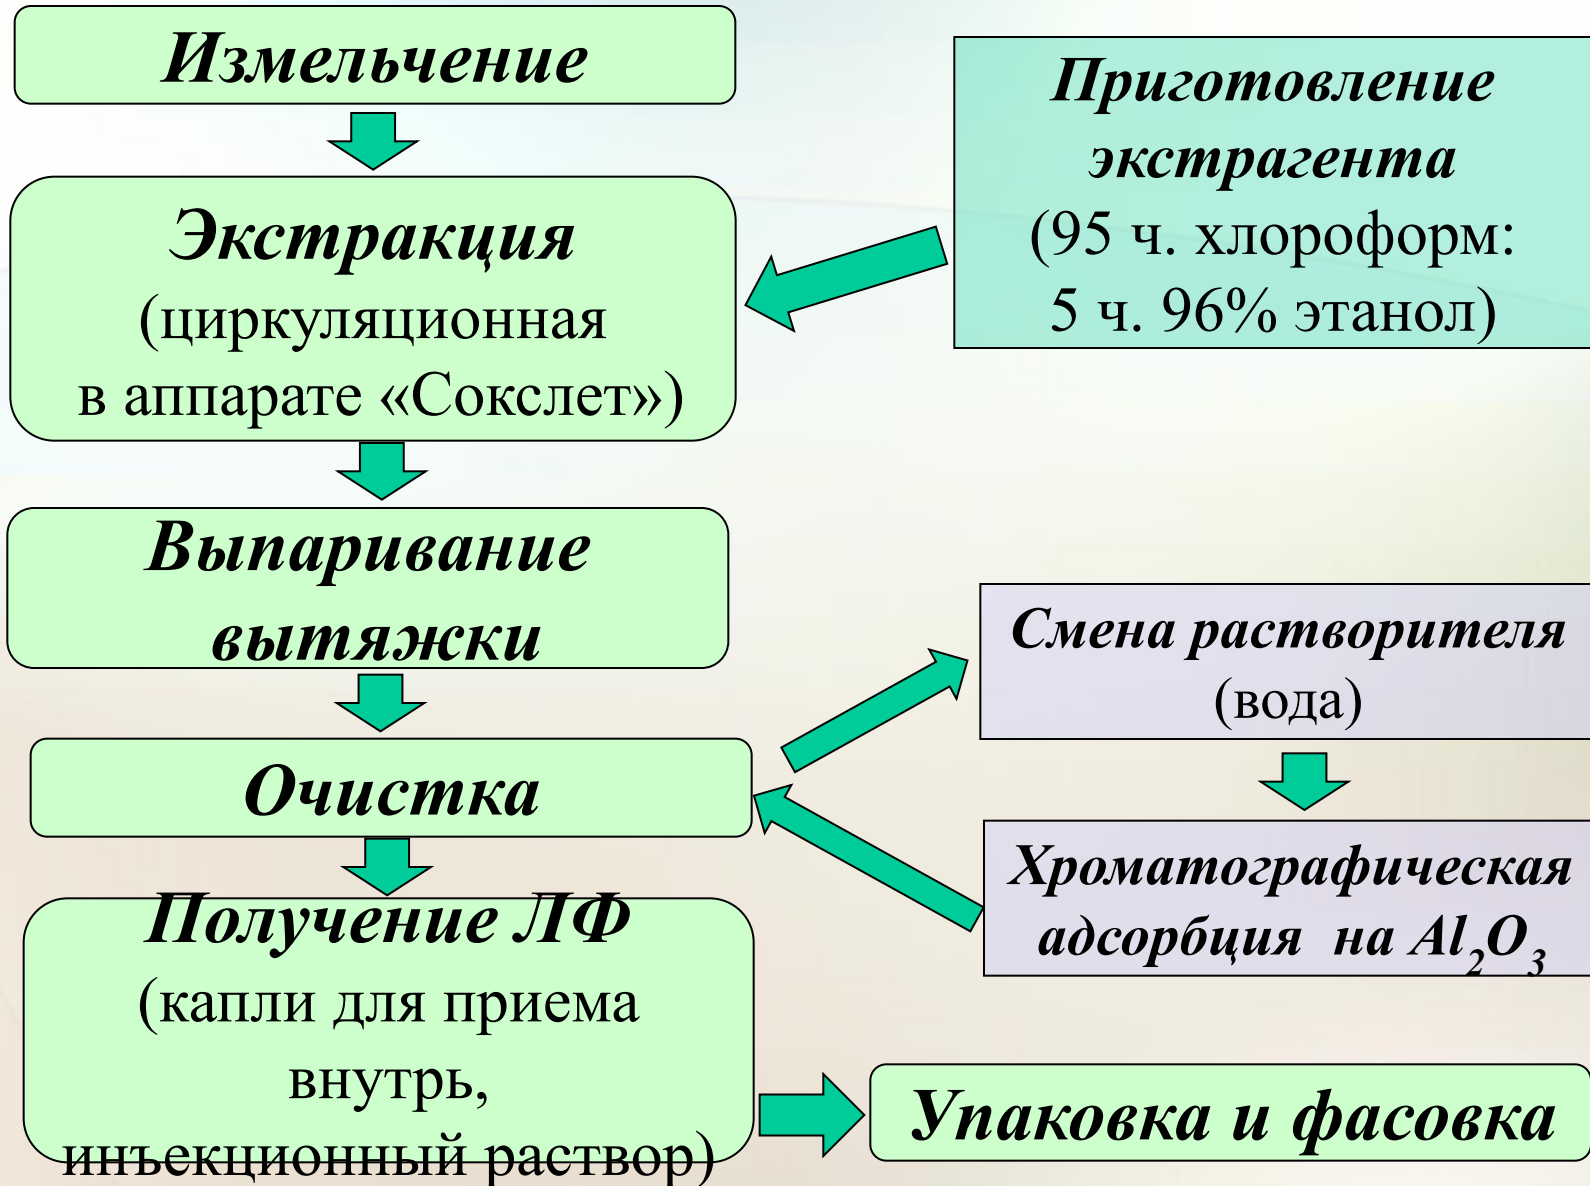 Измельчение
Приготовление
экстрагента
(95 ч. хлороформ:
5 ч. 96% этанол)
Экстракция
(циркуляционная
в аппарате «Сокслет»)
Выпаривание
вытяжки
Смена растворителя
(вода)
Очистка
Хроматографическая
адсорбция на Al₂O₃
Получение ЛФ
(капли для приема
внутрь,
инъекционный раствор)
Упаковка и фасовка